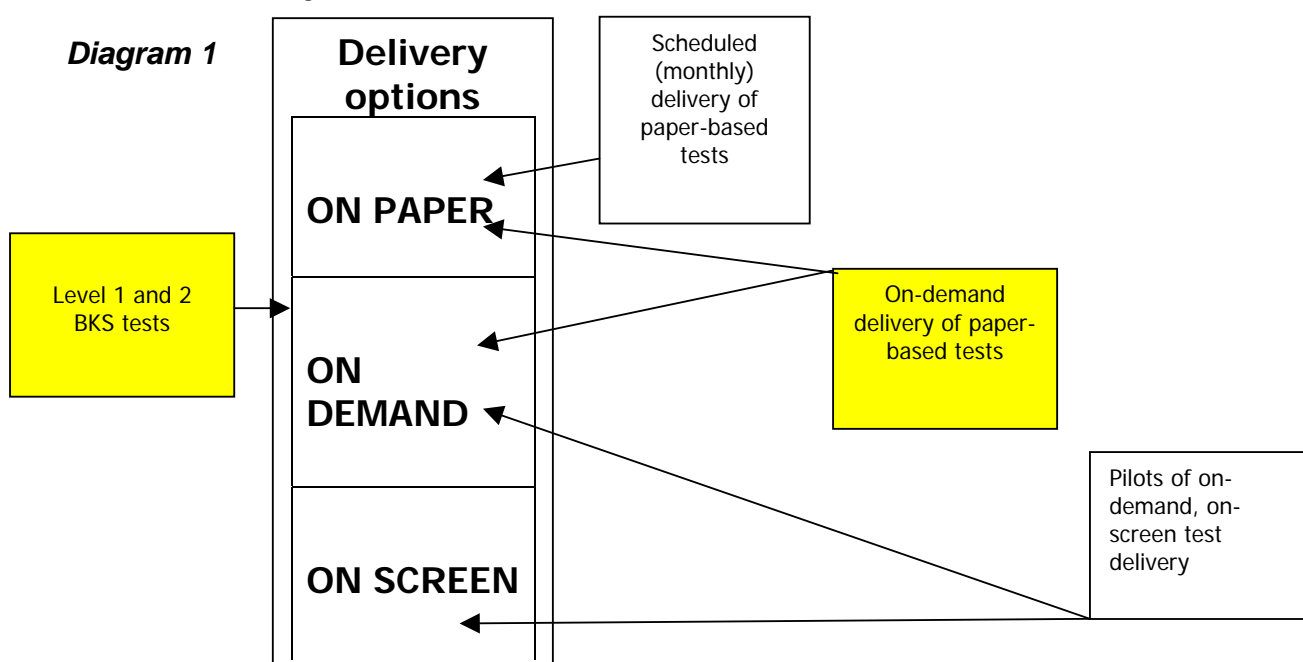 Diagram 1
Delivery
options
Scheduled
(monthly)
delivery of
paper-based
tests
ON PAPER
Level 1 and 2
BKS tests
On-demand
delivery of paper-
based tests
ON
DEMAND
Pilots of on-
demand, on-
screen test
delivery
ON SCREEN